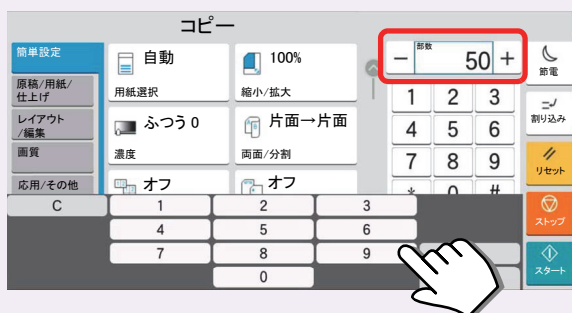 コピー
簡単設定
原稿/用紙/
仕上げ
レイアウト
/編集
画質
応用/その他
自動
用紙選択
100%
縮小/拡大
ふつう 0
濃度
片面→片面
両面/分割
オフ
オフ
− 部数 50 +
1 2 3
4 5 6
7 8 9
* 0 #
節電
割り込み
リセット
ストップ
スタート
C 1 2 3
4 5 6
7 8 9
0